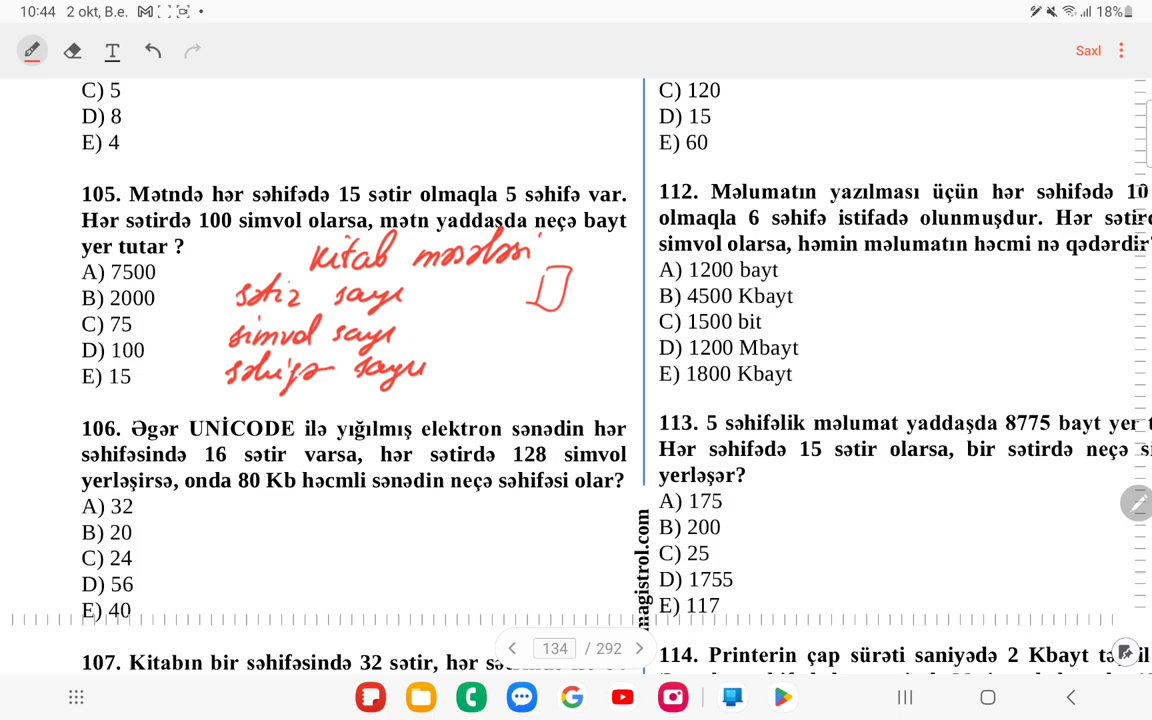 10:44 2 okt, B.e.
18%
Saxl
C) 5
D) 8
E) 4
105. Mətndə hər səhifədə 15 sətir olmaqla 5 səhifə var.
Hər sətirdə 100 simvol olarsa, mətn yaddaşda neçə bayt
yer tutar ?
kitab məsələsi
A) 7500
B) 2000
C) 75
D) 100
E) 15
sətir sayı
simvol sayı
səhifə sayı
106. Əgər UNİCODE ilə yığılmış elektron sənədin hər
səhifəsində 16 sətir varsa, hər sətirdə 128 simvol
yerləşirsə, onda 80 Kb həcmli sənədin neçə səhifəsi olar?
A) 32
B) 20
C) 24
D) 56
E) 40
107. Kitabın bir səhifəsində 32 sətir, hər
magistrol.com
C) 120
D) 15
E) 60
112. Məlumatın yazılması üçün hər səhifədə 10
olmaqla 6 səhifə istifadə olunmuşdur. Hər
simvol olarsa, həmin məlumatın həcmi nə qədərdir
A) 1200 bayt
B) 4500 Kbayt
C) 1500 bit
D) 1200 Mbayt
E) 1800 Kbayt
113. 5 səhifəlik məlumat yaddaşda 8775 bayt yer
Hər səhifədə 15 sətir olarsa, bir sətirdə neçə
yerləşər?
A) 175
B) 200
C) 25
D) 1755
E) 117
114. Printerin çap sürəti saniyədə 2 Kbayt
134 / 292